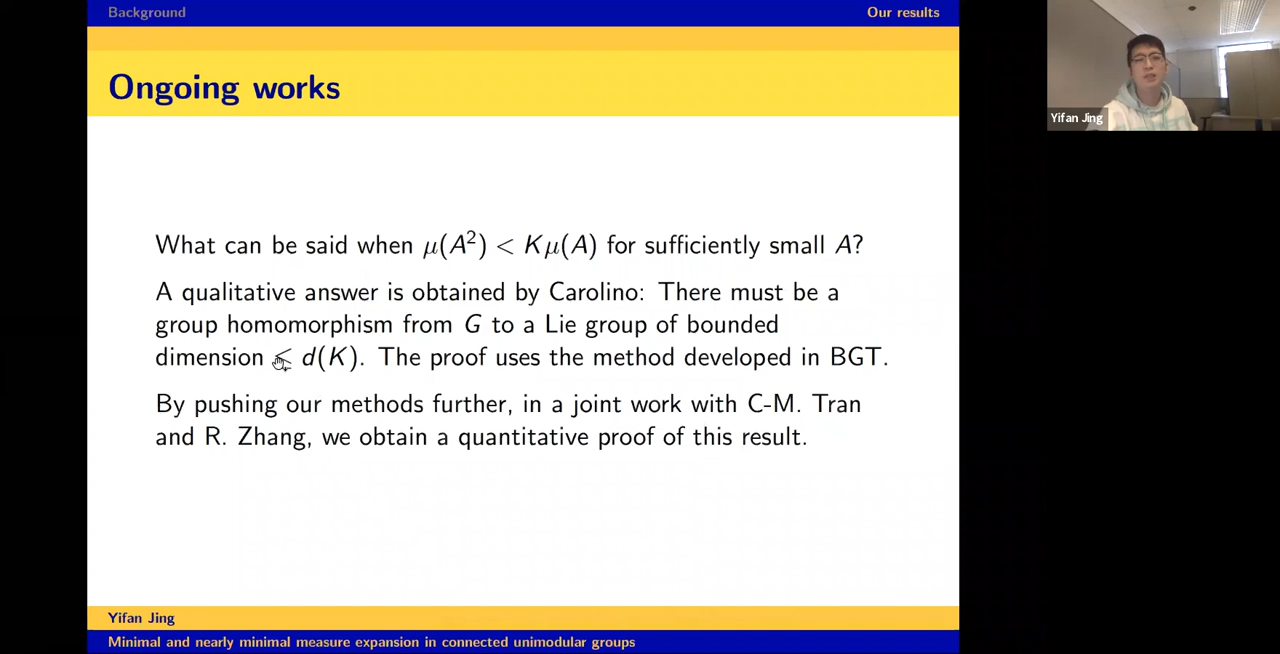 Background
Our results
Ongoing works
Yifan Jing
What can be said when μ(A²) < Kμ(A) for sufficiently small A?
A qualitative answer is obtained by Carolino: There must be a
group homomorphism from G to a Lie group of bounded
dimension ⩽ d(K). The proof uses the method developed in BGT.
By pushing our methods further, in a joint work with C-M. Tran
and R. Zhang, we obtain a quantitative proof of this result.
Yifan Jing
Minimal and nearly minimal measure expansion in connected unimodular groups